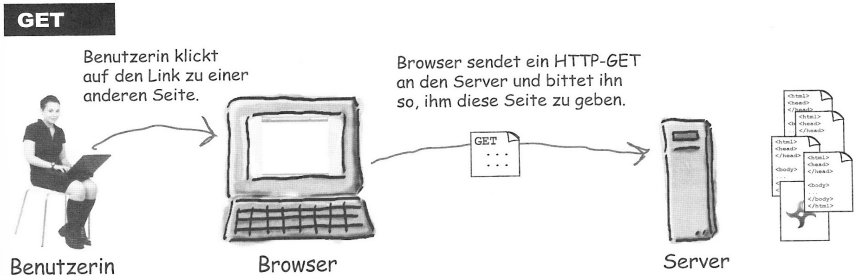 GET
Benutzerin klickt
auf den Link zu einer
anderen Seite.
Browser sendet ein HTTP-GET
an den Server und bittet ihn
so, ihm diese Seite zu geben.
GET
...
...
<html>
<head>
</head>
<html>
<head>
</head>
<html>
<head>
</head>
<body>
...
<html>
<head>
</head>
<body>
...
</body>
</html>
Benutzerin
Browser
Server